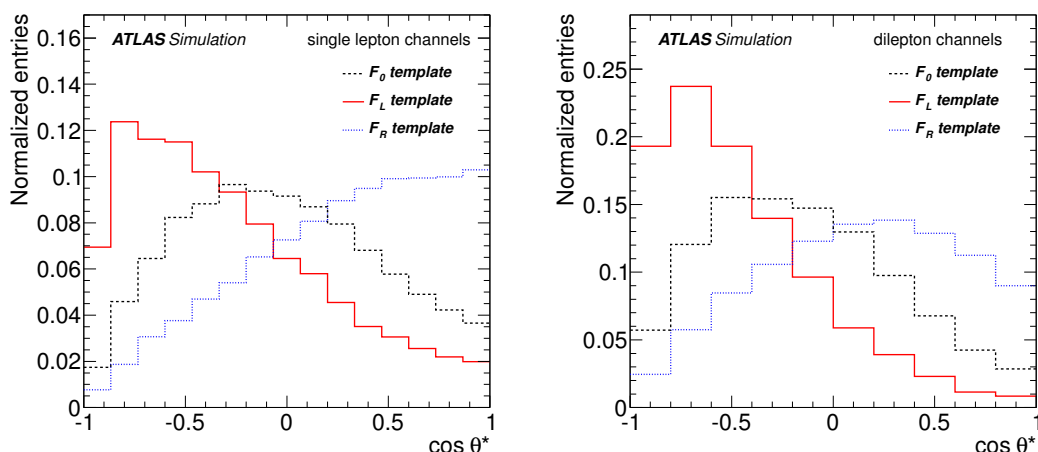 ATLAS Simulation single lepton channels
F0 template
FL template
FR template
Normalized entries
0.16
0.14
0.12
0.1
0.08
0.06
0.04
0.02
0
-1 -0.5 0 0.5 1
cos θ*
ATLAS Simulation dilepton channels
F0 template
FL template
FR template
Normalized entries
0.25
0.2
0.15
0.1
0.05
0
-1 -0.5 0 0.5 1
cos θ*